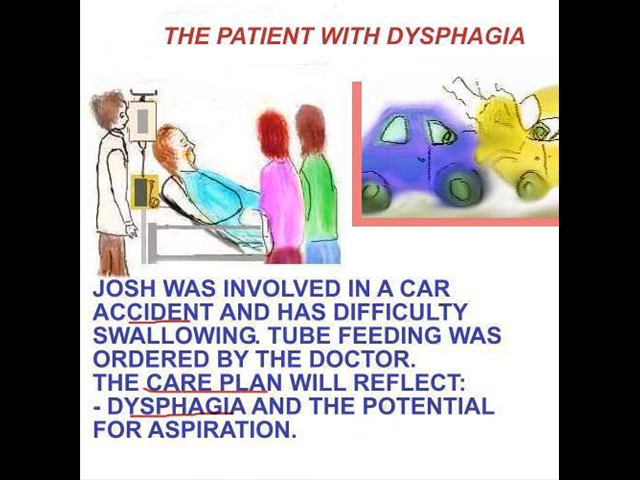 THE PATIENT WITH DYSPHAGIA
JOSH WAS INVOLVED IN A CAR
ACCIDENT AND HAS DIFFICULTY
SWALLOWING. TUBE FEEDING WAS
ORDERED BY THE DOCTOR.
THE CARE PLAN WILL REFLECT:
- DYSPHAGIA AND THE POTENTIAL
FOR ASPIRATION.